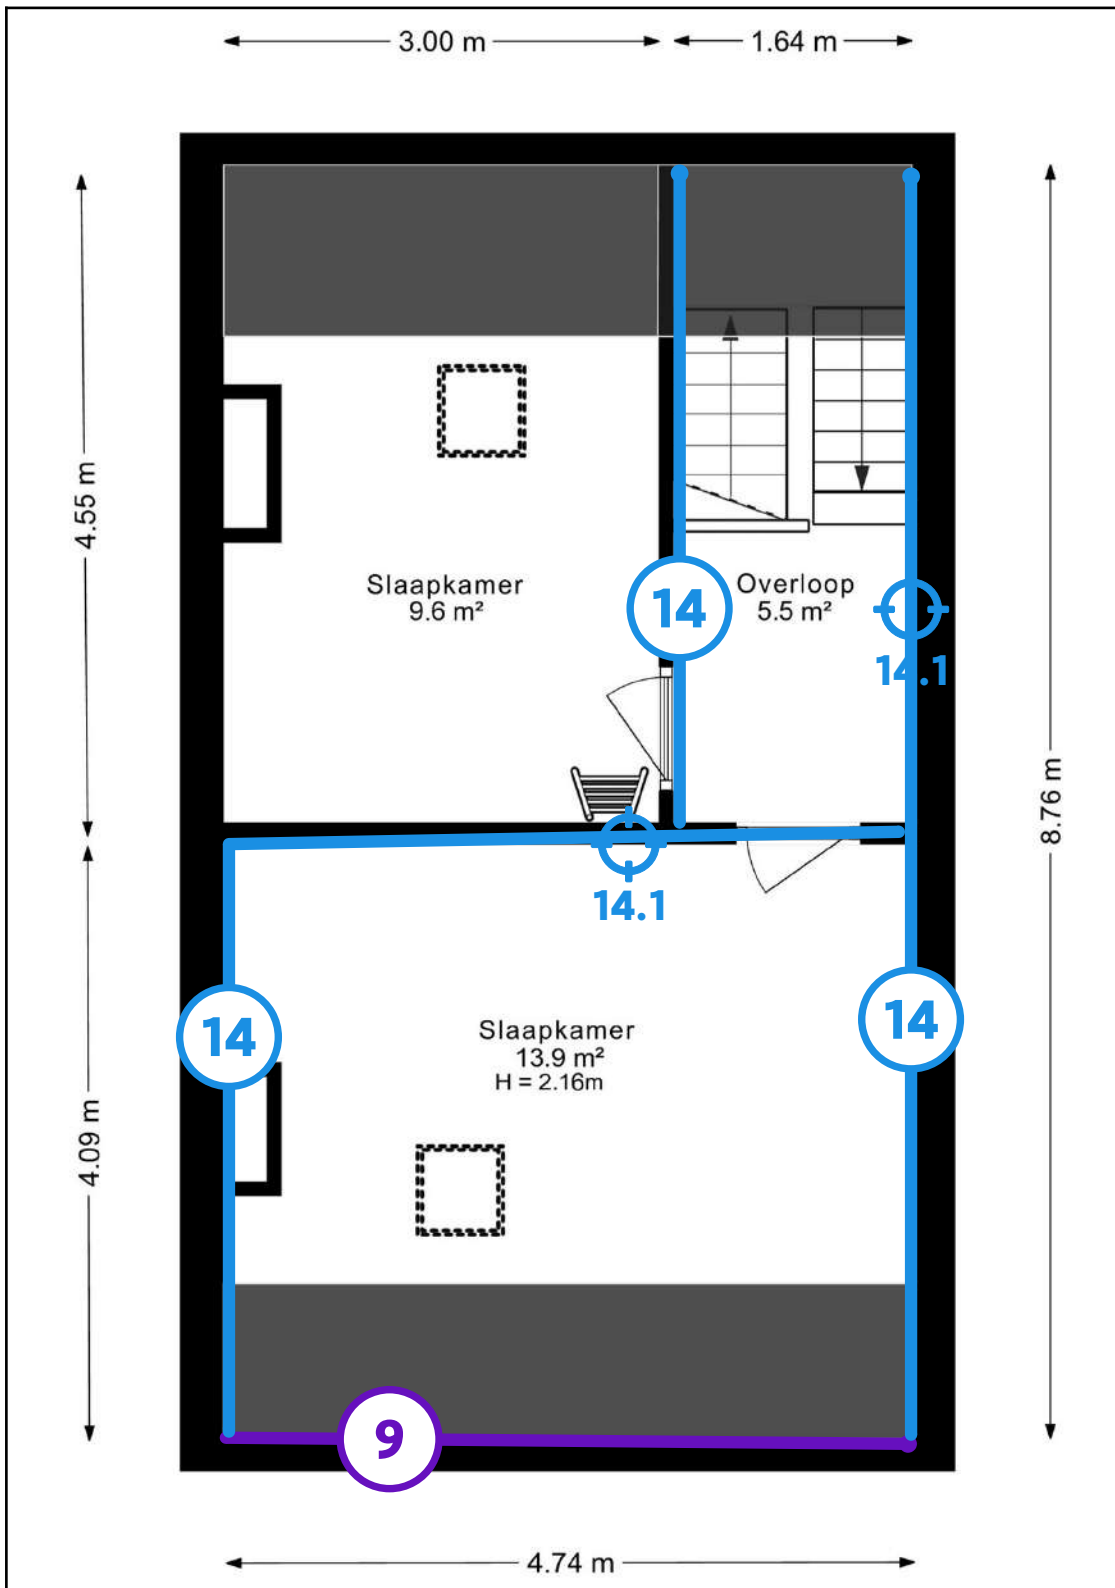 3.00 m
1.64 m
4.55 m
8.76 m
Slaapkamer
9.6 m²
14
Overloop
5.5 m²
14.1
14.1
4.09 m
14
Slaapkamer
13.9 m²
H = 2.16m
14
9
4.74 m